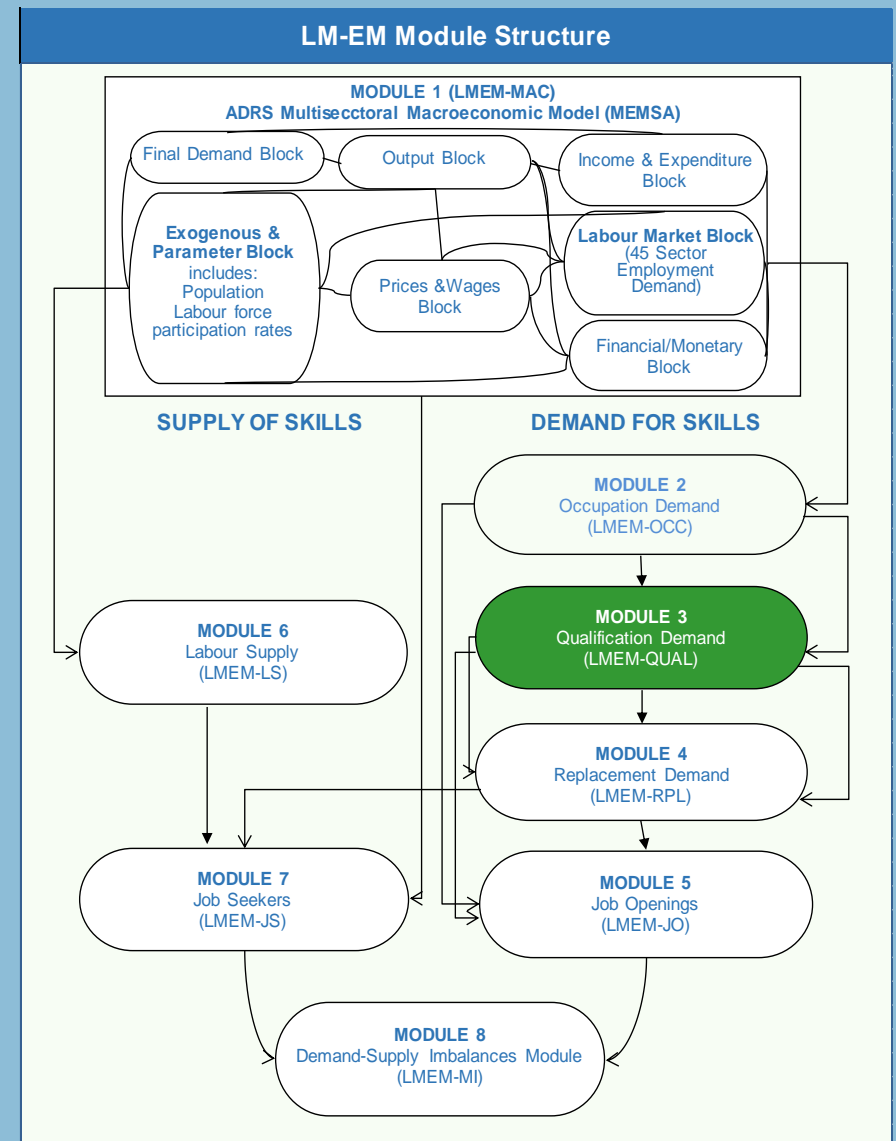 LM-EM Module Structure
MODULE 1 (LMEM-MAC)
ADRS Multisecctoral Macroeconomic Model (MEMSA)
Final Demand Block
Output Block
Income & Expenditure
Block
Exogenous &
Parameter Block
includes:
Population
Labour force
participation rates
Prices &Wages
Block
Labour Market Block
(45 Sector
Employment
Demand)
Financial/Monetary
Block
SUPPLY OF SKILLS
DEMAND FOR SKILLS
MODULE 2
Occupation Demand
(LMEM-OCC)
MODULE 3
Qualification Demand
(LMEM-QUAL)
MODULE 6
Labour Supply
(LMEM-LS)
MODULE 4
Replacement Demand
(LMEM-RPL)
MODULE 7
Job Seekers
(LMEM-JS)
MODULE 5
Job Openings
(LMEM-JO)
MODULE 8
Demand-Supply Imbalances Module
(LMEM-MI)